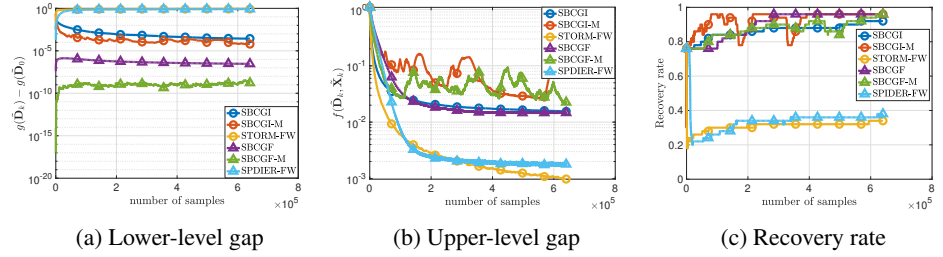 10^0
10^-5
10^-10
10^-15
10^-20
g(D̃_k) − g(D̃_0)
SBCGI
SBCGI-M
STORM-FW
SBCGF
SBCGF-M
SPDIER-FW
0 2 4 6 8
number of samples
×10^5
(a) Lower-level gap
10^0
10^-1
10^-2
10^-3
f(D̃_k, X̃_k)
SBCGI
SBCGI-M
STORM-FW
SBCGF
SBCGF-M
SPIDER-FW
0 2 4 6 8
number of samples
×10^5
(b) Upper-level gap
1
0.8
0.6
0.4
0.2
0
Recovery rate
SBCGI
SBCGI-M
STORM-FW
SBCGF
SBCGF-M
SPIDER-FW
0 2 4 6 8
number of samples
×10^5
(c) Recovery rate